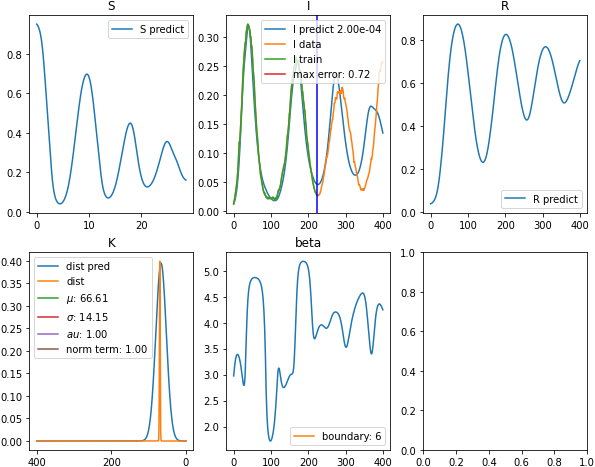 S
S predict
0.8
0.6
0.4
0.2
0.0
0 10 20
I
I predict 2.00e-04
I data
I train
max error: 0.72
0.30
0.25
0.20
0.15
0.10
0.05
0.00
0 100 200 300 400
R
0.8
0.6
0.4
0.2
0.0
R predict
0 100 200 300 400
K
dist pred
dist
μ: 66.61
σ: 14.15
au: 1.00
norm term: 1.00
0.40
0.35
0.30
0.25
0.20
0.15
0.10
0.05
0.00
400 200 0
beta
5.0
4.5
4.0
3.5
3.0
2.5
2.0
boundary: 6
0 100 200 300 400
1.0
0.8
0.6
0.4
0.2
0.0
0.0 0.2 0.4 0.6 0.8 1.0